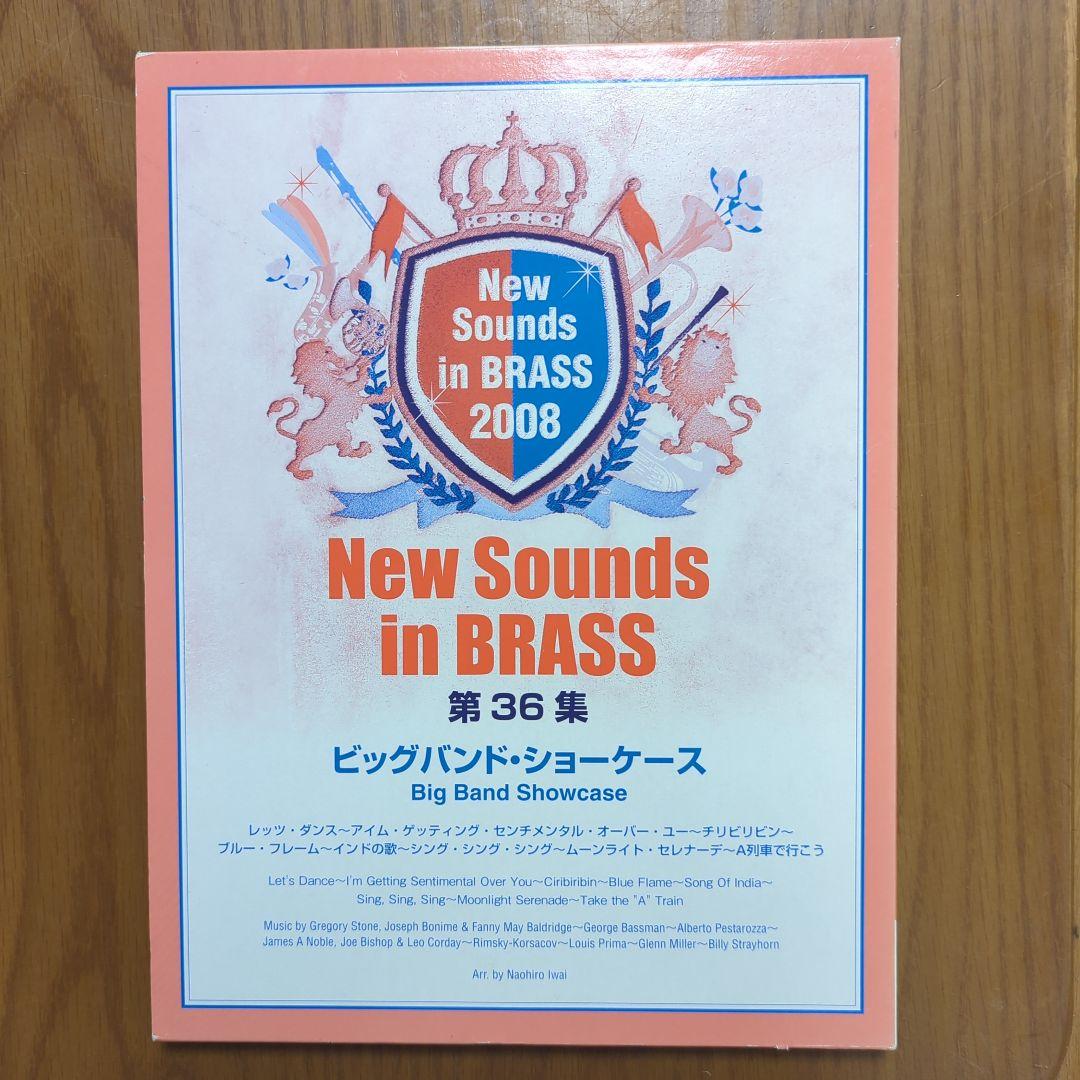 New
Sounds
in BRASS
2008
New Sounds
in BRASS
第36集
ビッグバンド・ショーケース
Big Band Showcase
レッツ・ダンス〜アイム・ゲッティング・センチメンタル・オーバー・ユー〜チリビリビン〜
ブルー・フレーム〜インドの歌〜シング・シング・シング〜ムーンライト・セレナーデ〜A列車で行こう
Let's Dance〜I'm Getting Sentimental Over You〜Ciribiribin〜Blue Flame〜Song Of India〜
Sing, Sing, Sing〜Moonlight Serenade〜Take the "A" Train
Music by Gregory Stone, Joseph Bonime & Fanny May Baldridge〜George Bassman〜Alberto Pestarozza〜
James A Noble, Joe Bishop & Leo Corday〜Rimsky-Korsacov〜Louis Prima〜Glenn Miller〜Billy Strayhorn
Arr. by Naohiro Iwai